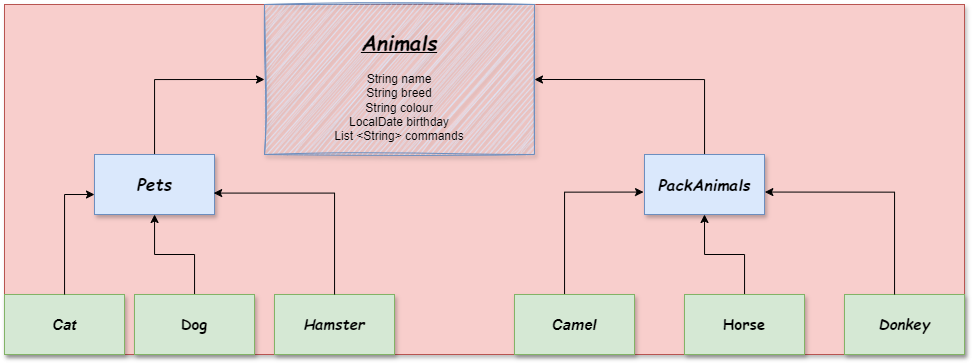 Animals
String name
String breed
String colour
LocalDate birthday
List <String> commands
Pets
PackAnimals
Cat
Dog
Hamster
Camel
Horse
Donkey